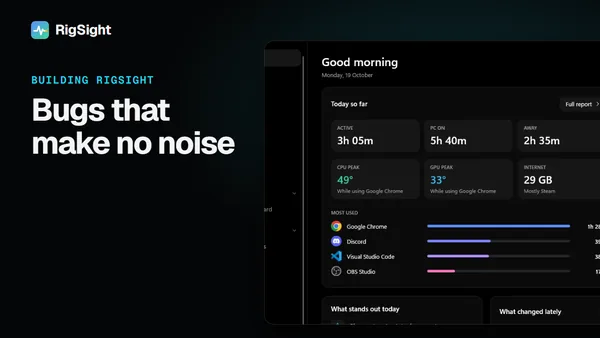 RigSight
BUILDING RIGSIGHT
Bugs that
make no noise
Good morning
Monday, 19 October
Today so far
Full report
ACTIVE
3h 05m
PC ON
5h 40m
AWAY
2h 35m
CPU PEAK
49°
While using Google Chrome
GPU PEAK
33°
While using Google Chrome
INTERNET
29 GB
Mostly Steam
MOST USED
Google Chrome
Discord
Visual Studio Code
OBS Studio
What stands out today
What changed lately